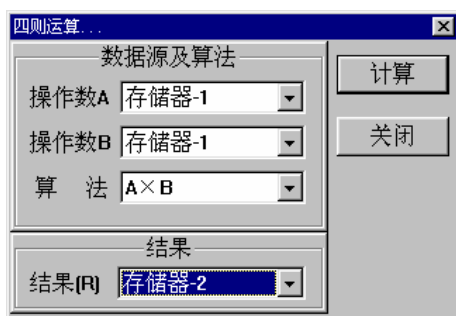 四则运算...
数据源及算法
操作数A 存储器-1
操作数B 存储器-1
算 法 A×B
计算
关闭
结果
结果(R) 存储器-2